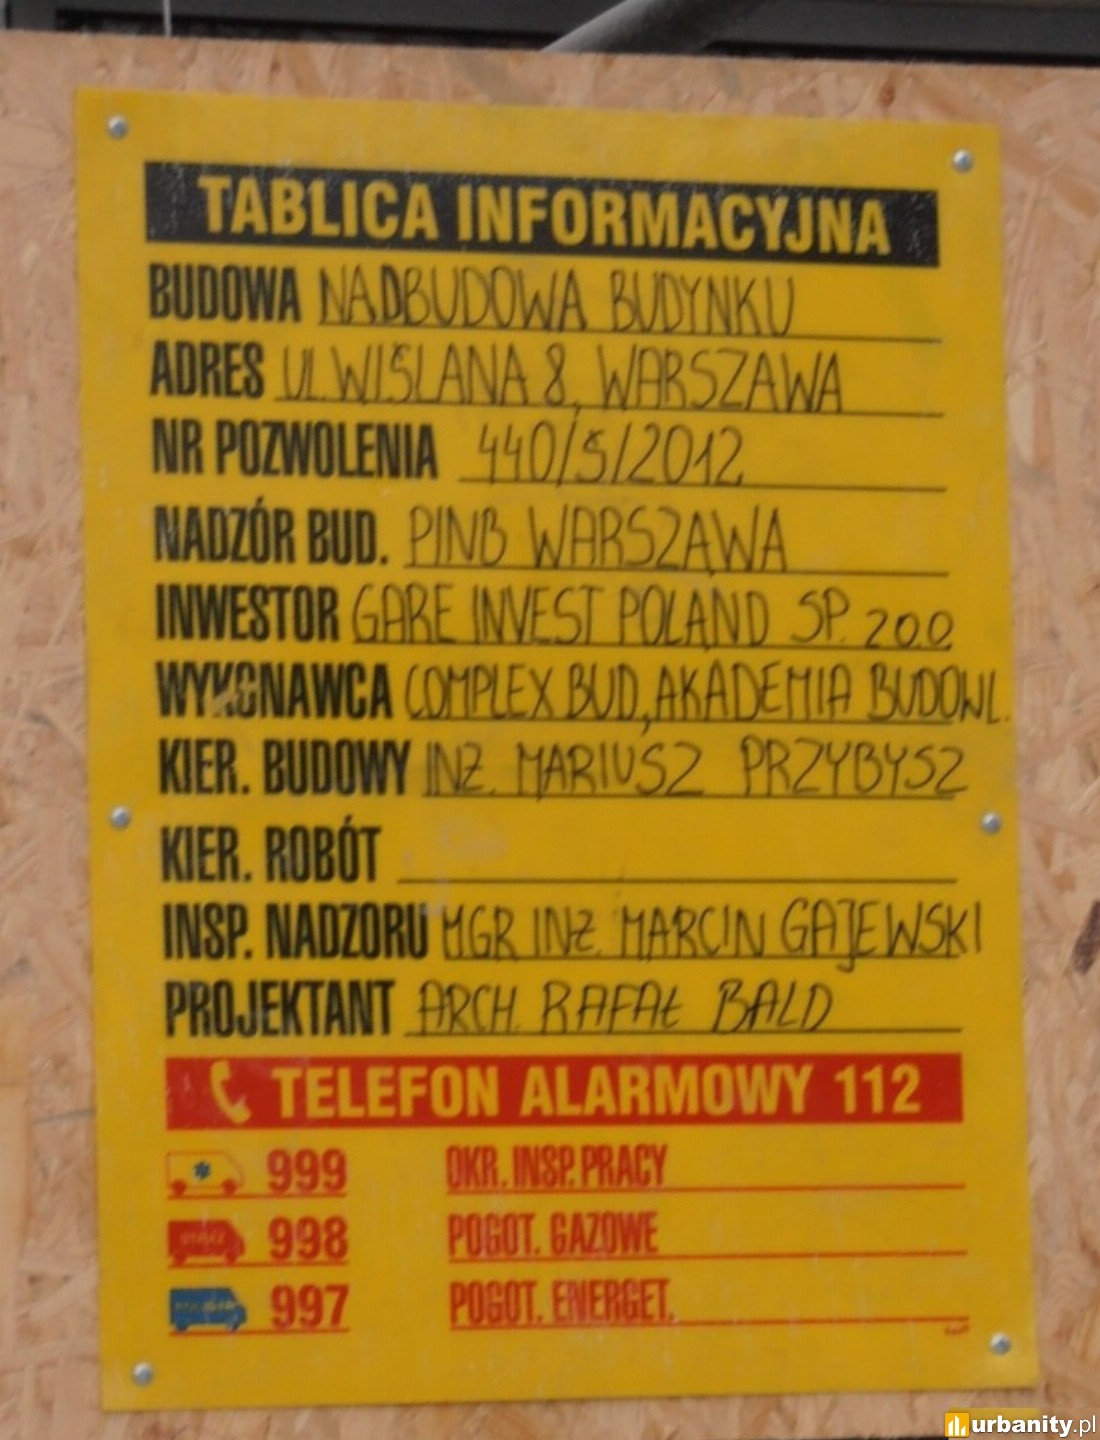 TABLICA INFORMACYJNA
BUDOWA NADBUDOWA BUDYNKU
ADRES UL.WIŚLANA 8, WARSZAWA
NR POZWOLENIA 440/Ś/2012
NADZÓR BUD. PINB WARSZAWA
INWESTOR GARE INVEST POLAND SP. ZO.O.
WYKONAWCA COMPLEX BUD, AKADEMIA BUDOWL.
KIER. BUDOWY INŻ. MARIUSZ PRZYBYSZ
KIER. ROBÓT
INSP. NADZORU MGR INŻ. MARCIN GAJEWSKI
PROJEKTANT ARCH. RAFAŁ BALD
TELEFON ALARMOWY 112
999 OKR. INSP. PRACY
998 POGOT. GAZOWE
997 POGOT. ENERGET.
urbanity.pl